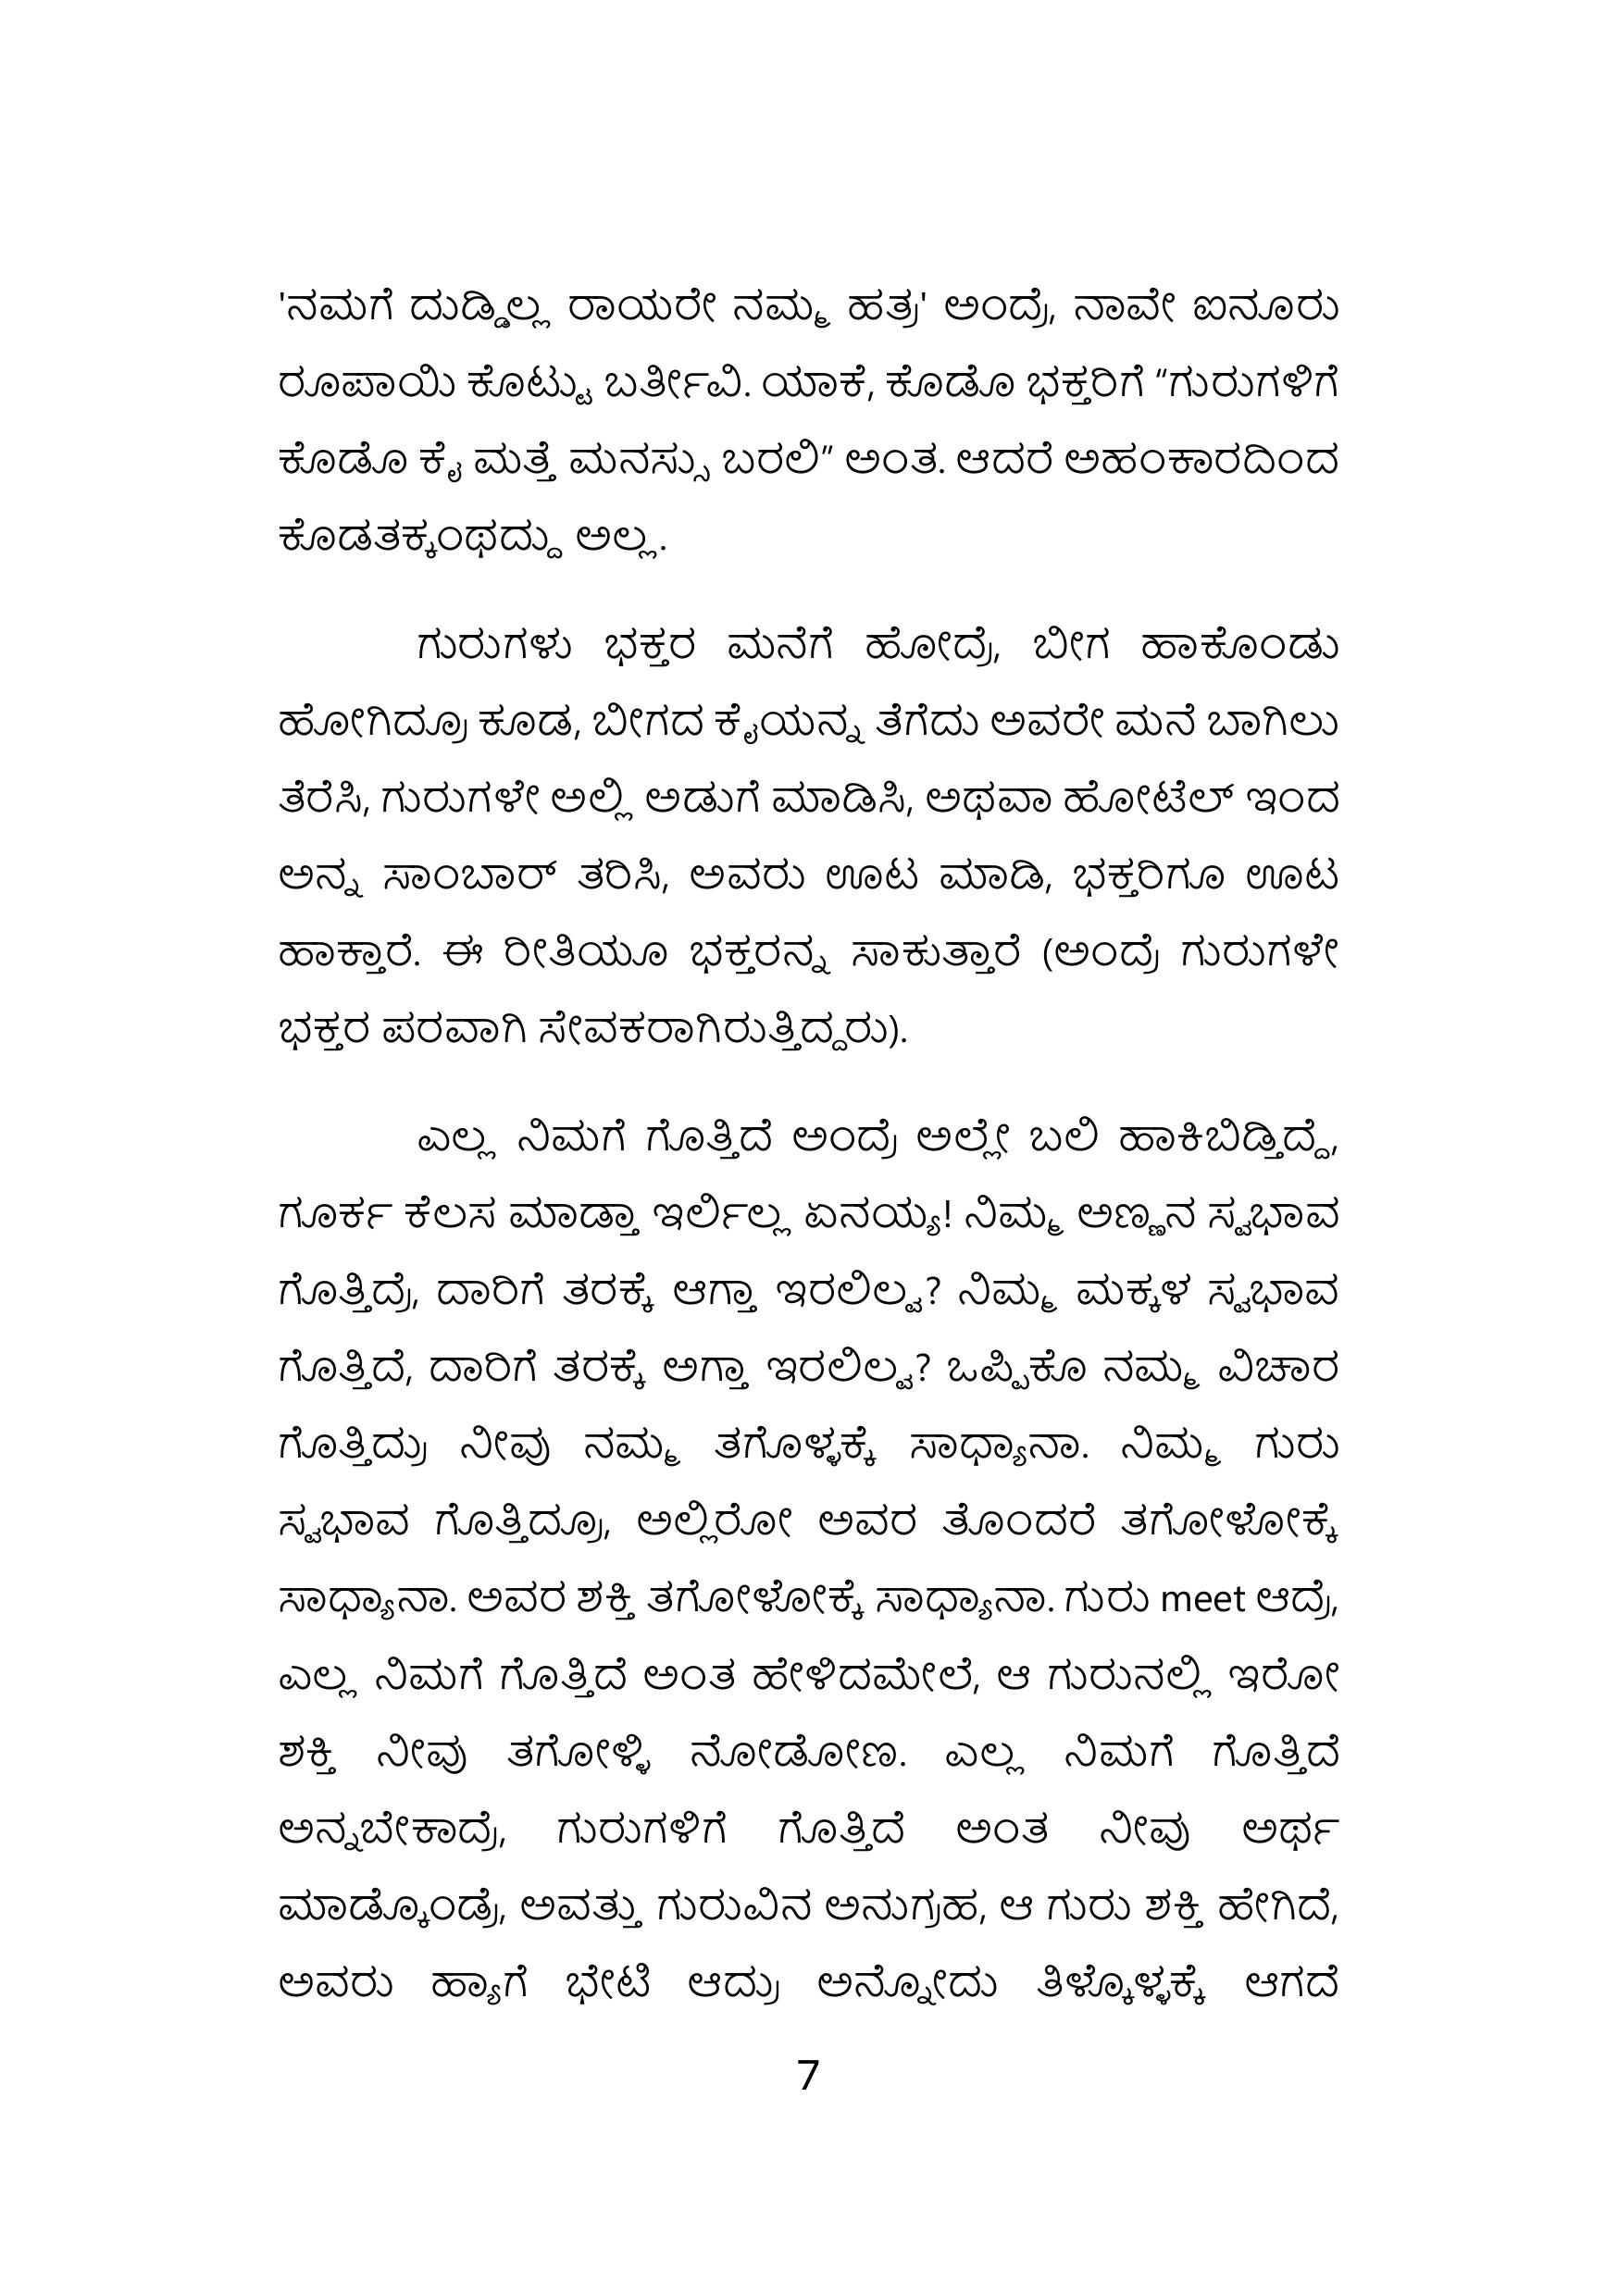 'ನಮಗೆ ದುಡ್ಡಿಲ್ಲ ರಾಯರೇ ನಮ್ಮ ಹತ್ರ' ಅಂದ್ರೆ, ನಾವೇ ಐನೂರು
ರೂಪಾಯಿ ಕೊಟ್ಟು ಬರ್ತೀವಿ. ಯಾಕೆ, ಕೊಡೊ ಭಕ್ತರಿಗೆ “ಗುರುಗಳಿಗೆ
ಕೊಡೊ ಕೈ ಮತ್ತೆ ಮನಸ್ಸು ಬರಲಿ” ಅಂತ. ಆದರೆ ಅಹಂಕಾರದಿಂದ
ಕೊಡತಕ್ಕಂಥದ್ದು ಅಲ್ಲ.
ಗುರುಗಳು ಭಕ್ತರ ಮನೆಗೆ ಹೋದ್ರೆ, ಬೀಗ ಹಾಕೊಂಡು
ಹೋಗಿದ್ರೂ ಕೂಡ, ಬೀಗದ ಕೈಯನ್ನ ತೆಗೆದು ಅವರೇ ಮನೆ ಬಾಗಿಲು
ತೆರೆಸಿ, ಗುರುಗಳೇ ಅಲ್ಲಿ ಅಡುಗೆ ಮಾಡಿಸಿ, ಅಥವಾ ಹೋಟೆಲ್ ಇಂದ
ಅನ್ನ ಸಾಂಬಾರ್ ತರಿಸಿ, ಅವರು ಊಟ ಮಾಡಿ, ಭಕ್ತರಿಗೂ ಊಟ
ಹಾಕ್ತಾರೆ. ಈ ರೀತಿಯೂ ಭಕ್ತರನ್ನ ಸಾಕುತ್ತಾರೆ (ಅಂದ್ರೆ ಗುರುಗಳೇ
ಭಕ್ತರ ಪರವಾಗಿ ಸೇವಕರಾಗಿರುತ್ತಿದ್ದರು).
ಎಲ್ಲ ನಿಮಗೆ ಗೊತ್ತಿದೆ ಅಂದ್ರೆ ಅಲ್ಲೇ ಬಲಿ ಹಾಕಿಬಿಡ್ತಿದ್ದೆ,
ಗೂರ್ಕ ಕೆಲಸ ಮಾಡ್ತಾ ಇರ್ಲಿಲ್ಲ ಏನಯ್ಯ! ನಿಮ್ಮ ಅಣ್ಣನ ಸ್ವಭಾವ
ಗೊತ್ತಿದ್ರೆ, ದಾರಿಗೆ ತರಕ್ಕೆ ಆಗ್ತಾ ಇರಲಿಲ್ವ? ನಿಮ್ಮ ಮಕ್ಕಳ ಸ್ವಭಾವ
ಗೊತ್ತಿದೆ, ದಾರಿಗೆ ತರಕ್ಕೆ ಅಗ್ತಾ ಇರಲಿಲ್ವ? ಒಪ್ಪಿಕೊ ನಮ್ಮ ವಿಚಾರ
ಗೊತ್ತಿದ್ರು ನೀವು ನಮ್ಮ ತಗೊಳ್ಳಕ್ಕೆ ಸಾಧ್ಯಾನಾ. ನಿಮ್ಮ ಗುರು
ಸ್ವಭಾವ ಗೊತ್ತಿದ್ರೂ, ಅಲ್ಲಿರೋ ಅವರ ತೊಂದರೆ ತಗೋಳೋಕ್ಕೆ
ಸಾಧ್ಯಾನಾ. ಅವರ ಶಕ್ತಿ ತಗೋಳೋಕ್ಕೆ ಸಾಧ್ಯಾನಾ. ಗುರು meet ಆದ್ರೆ,
ಎಲ್ಲ ನಿಮಗೆ ಗೊತ್ತಿದೆ ಅಂತ ಹೇಳಿದಮೇಲೆ, ಆ ಗುರುನಲ್ಲಿ ಇರೋ
ಶಕ್ತಿ ನೀವು ತಗೋಳ್ಳಿ ನೋಡೋಣ. ಎಲ್ಲ ನಿಮಗೆ ಗೊತ್ತಿದೆ
ಅನ್ನಬೇಕಾದ್ರೆ, ಗುರುಗಳಿಗೆ ಗೊತ್ತಿದೆ ಅಂತ ನೀವು ಅರ್ಥ
ಮಾಡ್ಕೊಂಡ್ರೆ, ಅವತ್ತು ಗುರುವಿನ ಅನುಗ್ರಹ, ಆ ಗುರು ಶಕ್ತಿ ಹೇಗಿದೆ,
ಅವರು ಹ್ಯಾಗೆ ಭೇಟಿ ಆದ್ರು ಅನ್ನೋದು ತಿಳ್ಕೊಳ್ಳಕ್ಕೆ ಆಗದೆ
7